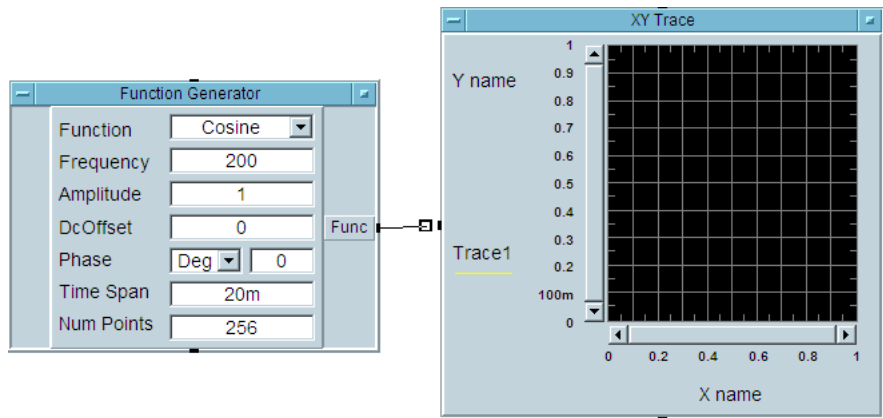 Function Generator
Function Cosine
Frequency 200
Amplitude 1
DcOffset 0
Phase Deg 0
Time Span 20m
Num Points 256
Func
XY Trace
Y name
Trace1
1
0.9
0.8
0.7
0.6
0.5
0.4
0.3
0.2
100m
0
0 0.2 0.4 0.6 0.8 1
X name